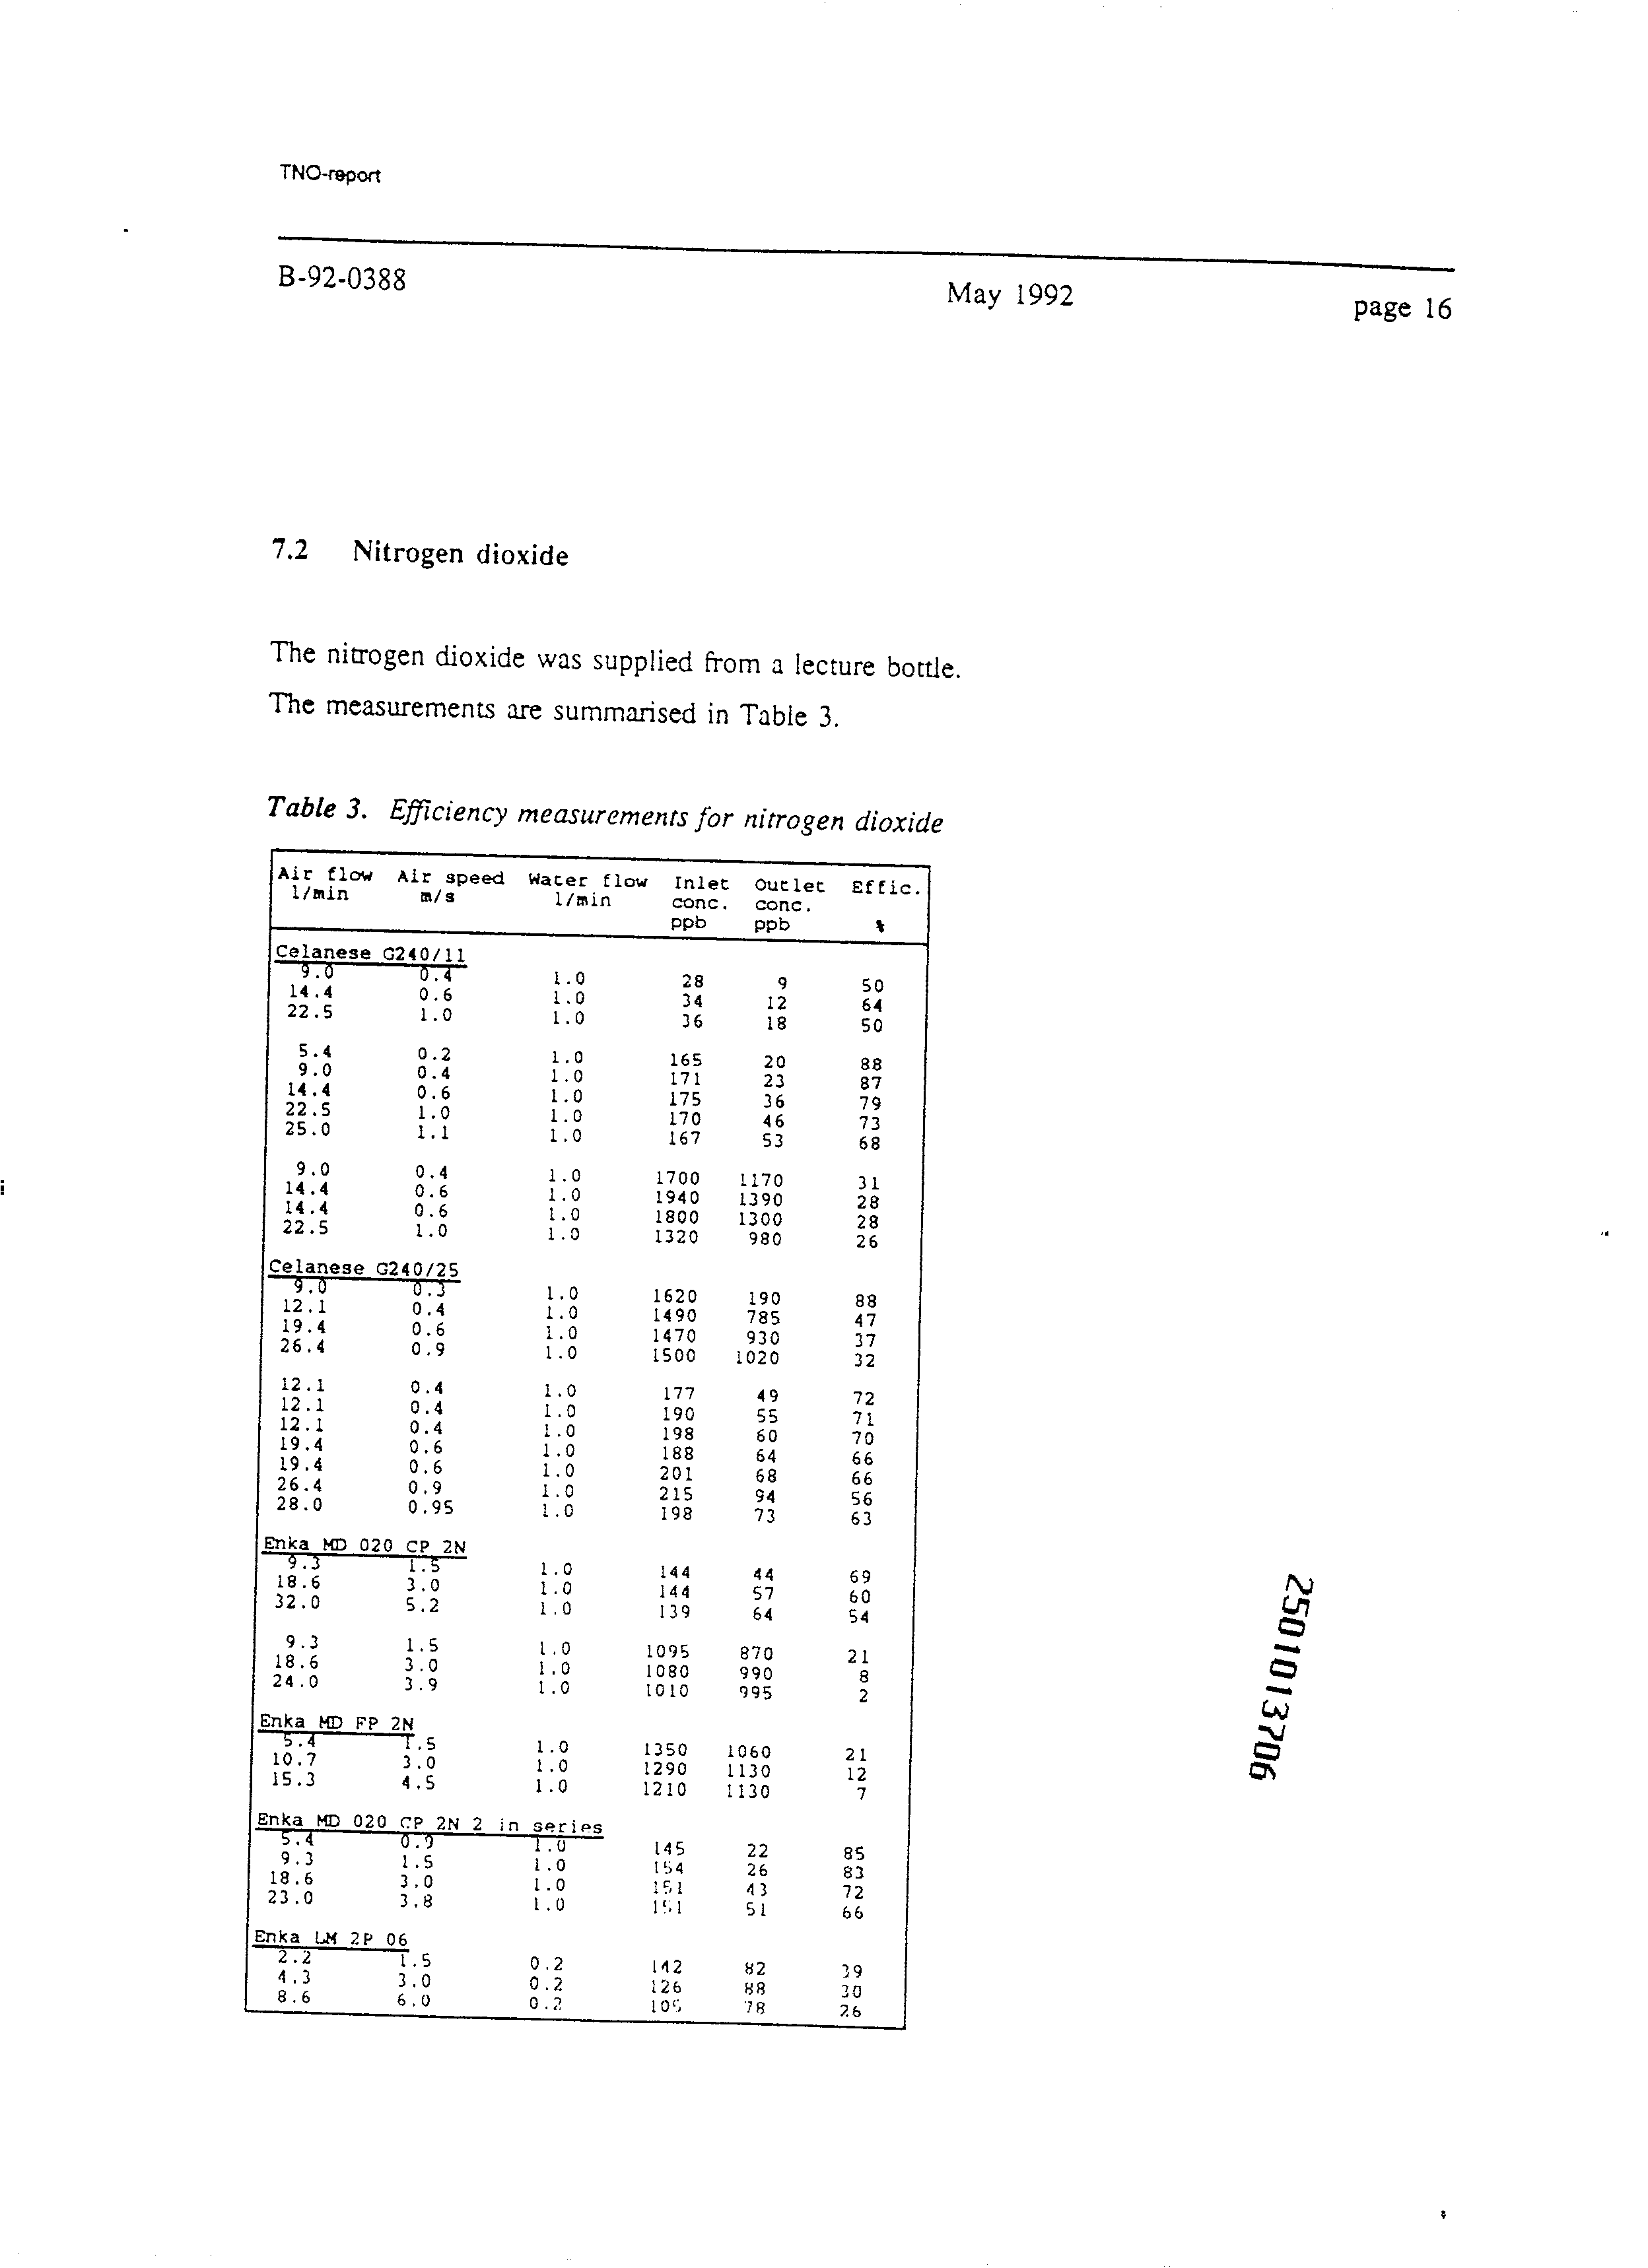 TNO-report
B-92-0388 May 1992 page 16
7.2 Nitrogen dioxide
The nitrogen dioxide was supplied from a lecture bottle.
The measurements are summarised in Table 3.
Table 3. Efficiency measurements for nitrogen dioxide
Air flow Air speed Water flow Inlet Outlet Effic.
l/min m/s l/min conc. conc.
ppb ppb %
Celanese G240/11
9.0 0.4 1.0 28 9 50
14.4 0.6 1.0 34 12 64
22.5 1.0 1.0 36 18 50
5.4 0.2 1.0 165 20 88
9.0 0.4 1.0 171 23 87
14.4 0.6 1.0 175 36 79
22.5 1.0 1.0 170 46 73
25.0 1.1 1.0 167 53 68
9.0 0.4 1.0 1700 1170 31
14.4 0.6 1.0 1940 1390 28
14.4 0.6 1.0 1800 1300 28
22.5 1.0 1.0 1320 980 26
Celanese G240/25
9.0 0.3 1.0 1620 190 88
12.1 0.4 1.0 1490 785 47
19.4 0.6 1.0 1470 930 37
26.4 0.9 1.0 1500 1020 32
12.1 0.4 1.0 177 49 72
12.1 0.4 1.0 190 55 71
12.1 0.4 1.0 198 60 70
19.4 0.6 1.0 188 64 66
19.4 0.6 1.0 201 68 66
26.4 0.9 1.0 215 94 56
28.0 0.95 1.0 198 73 63
Enka MD 020 CP 2N
9.3 1.5 1.0 144 44 69
18.6 3.0 1.0 144 57 60
32.0 5.2 1.0 139 64 54
9.3 1.5 1.0 1095 870 21
18.6 3.0 1.0 1080 990 8
24.0 3.9 1.0 1010 995 2
Enka MD FP 2N
5.4 1.5 1.0 1350 1060 21
10.7 3.0 1.0 1290 1130 12
15.3 4.5 1.0 1210 1130 7
Enka MD 020 CP 2N 2 in series
5.4 0.9 1.0 145 22 85
9.3 1.5 1.0 154 26 83
18.6 3.0 1.0 151 43 72
23.0 3.8 1.0 151 51 66
Enka LM 2P 06
2.2 1.5 0.2 142 82 39
4.3 3.0 0.2 126 88 30
8.6 6.0 0.2 105 78 26
2501013706